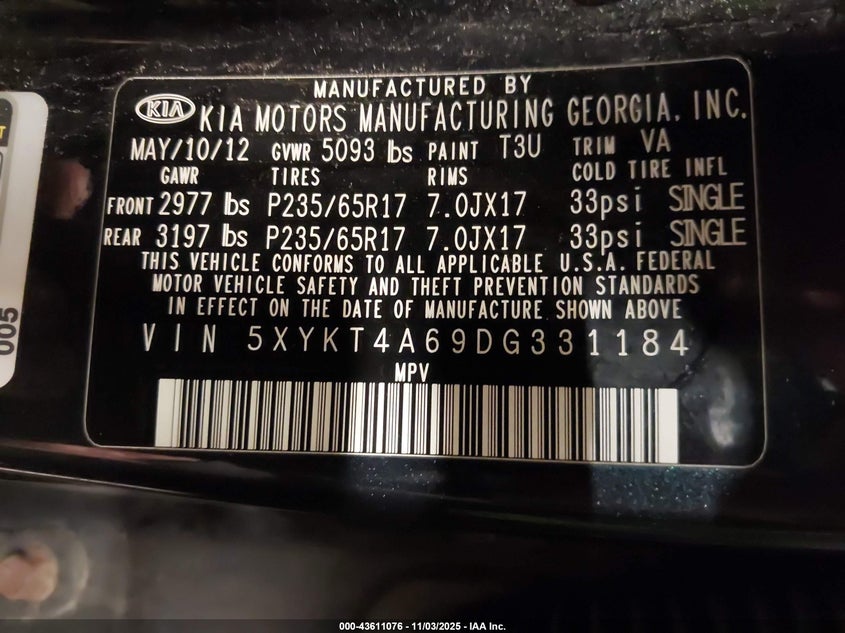 MANUFACTURED BY
KIA KIA MOTORS MANUFACTURING GEORGIA, INC.
MAY/10/12 GVWR 5093 lbs PAINT T3U TRIM VA
GAWR TIRES RIMS COLD TIRE INFL
FRONT 2977 lbs P235/65R17 7.0JX17 33psi SINGLE
REAR 3197 lbs P235/65R17 7.0JX17 33psi SINGLE
THIS VEHICLE CONFORMS TO ALL APPLICABLE U.S.A. FEDERAL
MOTOR VEHICLE SAFETY AND THEFT PREVENTION STANDARDS
IN EFFECT ON THE DATE OF MANUFACTURE SHOWN ABOVE
VIN 5XYKT4A69DG331184
MPV
005
000-43611076 - 11/03/2025 - IAA Inc.